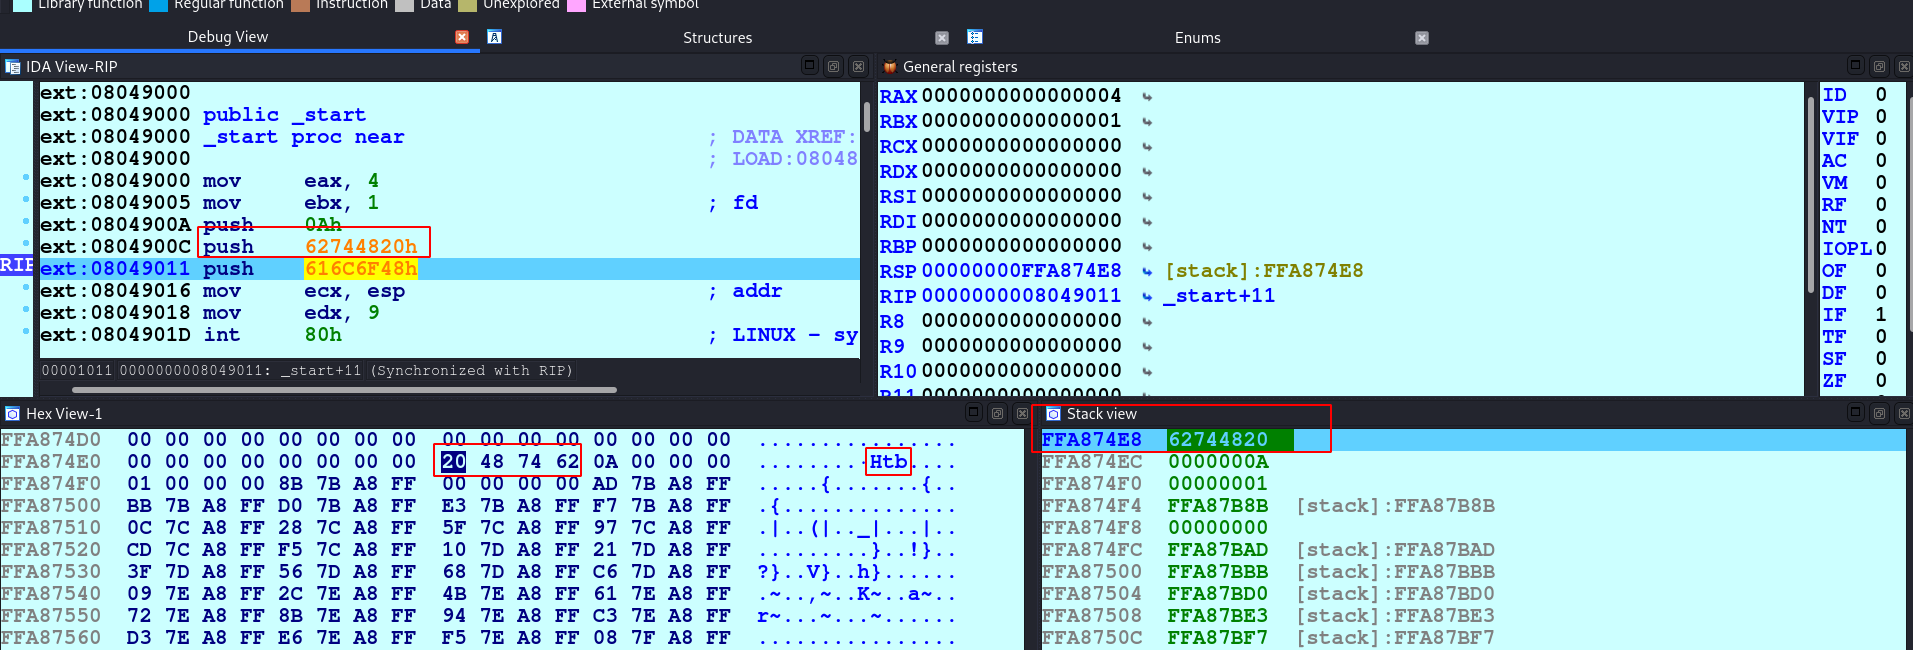 Library function Regular function Instruction Data Unexplored External symbol
Debug View Structures Enums
IDA View-RIP
ext:08049000
ext:08049000 public _start
ext:08049000 _start proc near ; DATA XREF:
ext:08049000 ; LOAD:08048
ext:08049000 mov eax, 4
ext:08049005 mov ebx, 1 ; fd
ext:0804900A push 0Ah
ext:0804900C push 62744820h
RIP
ext:08049011 push 616C6F48h
ext:08049016 mov ecx, esp ; addr
ext:08049018 mov edx, 9
ext:0804901D int 80h ; LINUX - sy
00001011 0000000008049011: _start+11 (Synchronized with RIP)
General registers
RAX 0000000000000004
RBX 0000000000000001
RCX 0000000000000000
RDX 0000000000000000
RSI 0000000000000000
RDI 0000000000000000
RBP 0000000000000000
RSP 00000000FFA874E8 [stack]:FFA874E8
RIP 0000000008049011 _start+11
R8 0000000000000000
R9 0000000000000000
R10 0000000000000000
R11 0000000000000000
ID 0
VIP 0
VIF 0
AC 0
VM 0
RF 0
NT 0
IOPL 0
OF 0
DF 0
IF 1
TF 0
SF 0
ZF 0
Hex View-1
FFA874D0 00 00 00 00 00 00 00 00 00 00 00 00 00 00 00 00 ................
FFA874E0 00 00 00 00 00 00 00 00 20 48 74 62 0A 00 00 00 .........Htb....
FFA874F0 01 00 00 00 8B 7B A8 FF 00 00 00 00 AD 7B A8 FF .....{.......{..
FFA87500 BB 7B A8 FF D0 7B A8 FF E3 7B A8 FF F7 7B A8 FF .{..............
FFA87510 0C 7C A8 FF 28 7C A8 FF 5F 7C A8 FF 97 7C A8 FF .|..(|.._|...|..
FFA87520 CD 7C A8 FF F5 7C A8 FF 10 7D A8 FF 21 7D A8 FF .........}..!}..
FFA87530 3F 7D A8 FF 56 7D A8 FF 68 7D A8 FF C6 7D A8 FF ?}..V}..h}......
FFA87540 09 7E A8 FF 2C 7E A8 FF 4B 7E A8 FF 61 7E A8 FF .~..,~..K~..a~..
FFA87550 72 7E A8 FF 8B 7E A8 FF 94 7E A8 FF C3 7E A8 FF r~...~...~......
FFA87560 D3 7E A8 FF E6 7E A8 FF F5 7E A8 FF 08 7F A8 FF ................
Stack view
FFA874E8 62744820
FFA874EC 0000000A
FFA874F0 00000001
FFA874F4 FFA87B8B [stack]:FFA87B8B
FFA874F8 00000000
FFA874FC FFA87BAD [stack]:FFA87BAD
FFA87500 FFA87BBB [stack]:FFA87BBB
FFA87504 FFA87BD0 [stack]:FFA87BD0
FFA87508 FFA87BE3 [stack]:FFA87BE3
FFA8750C FFA87BF7 [stack]:FFA87BF7